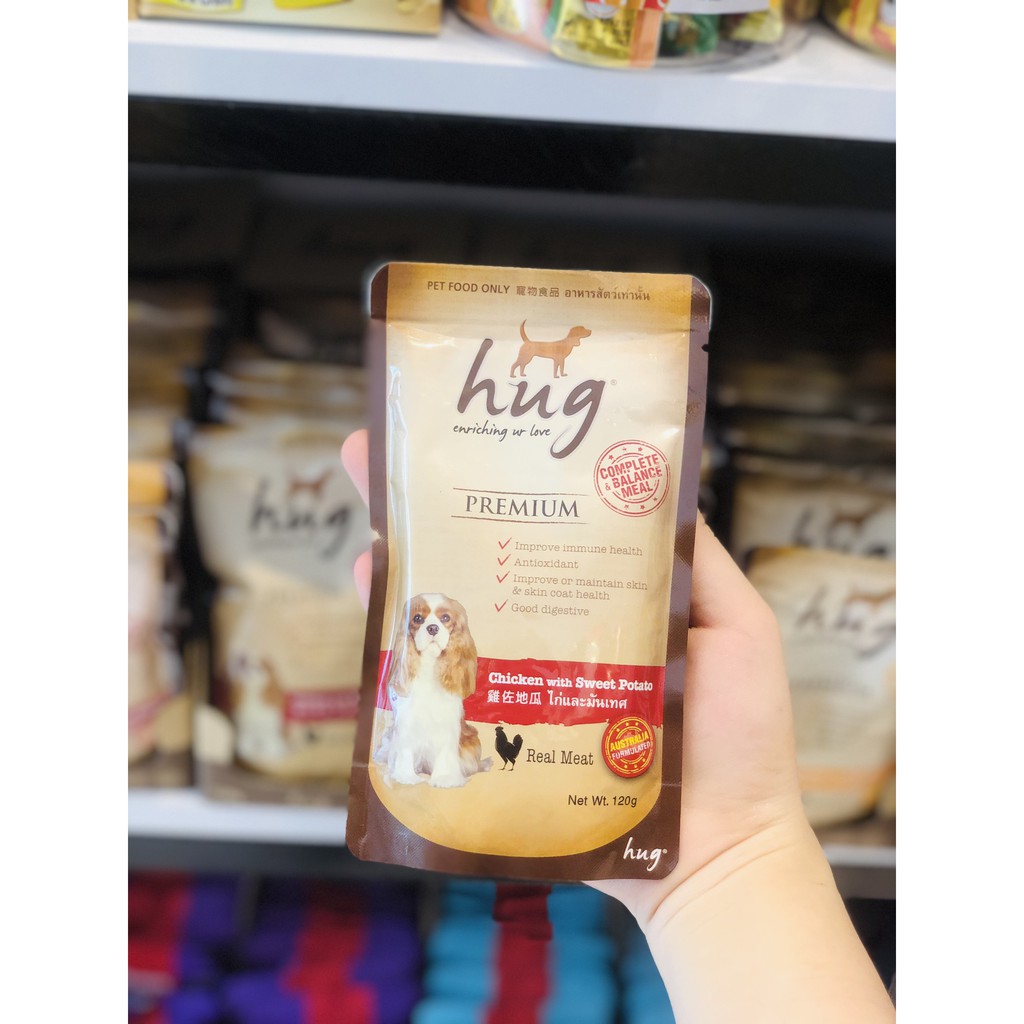 PET FOOD ONLY 寵物食品 อาหารสัตว์เท่านั้น
hug®
enriching ur love
COMPLETE
& BALANCE
MEAL
PREMIUM
Improve immune health
Antioxidant
Improve or maintain skin
& skin coat health
Good digestive
Chicken with Sweet Potato
雞佐地瓜 ไก่และมันเทศ
Real Meat
AUSTRALIA
FORMULATED
Net Wt. 120g
hug®
hug
hug
hug